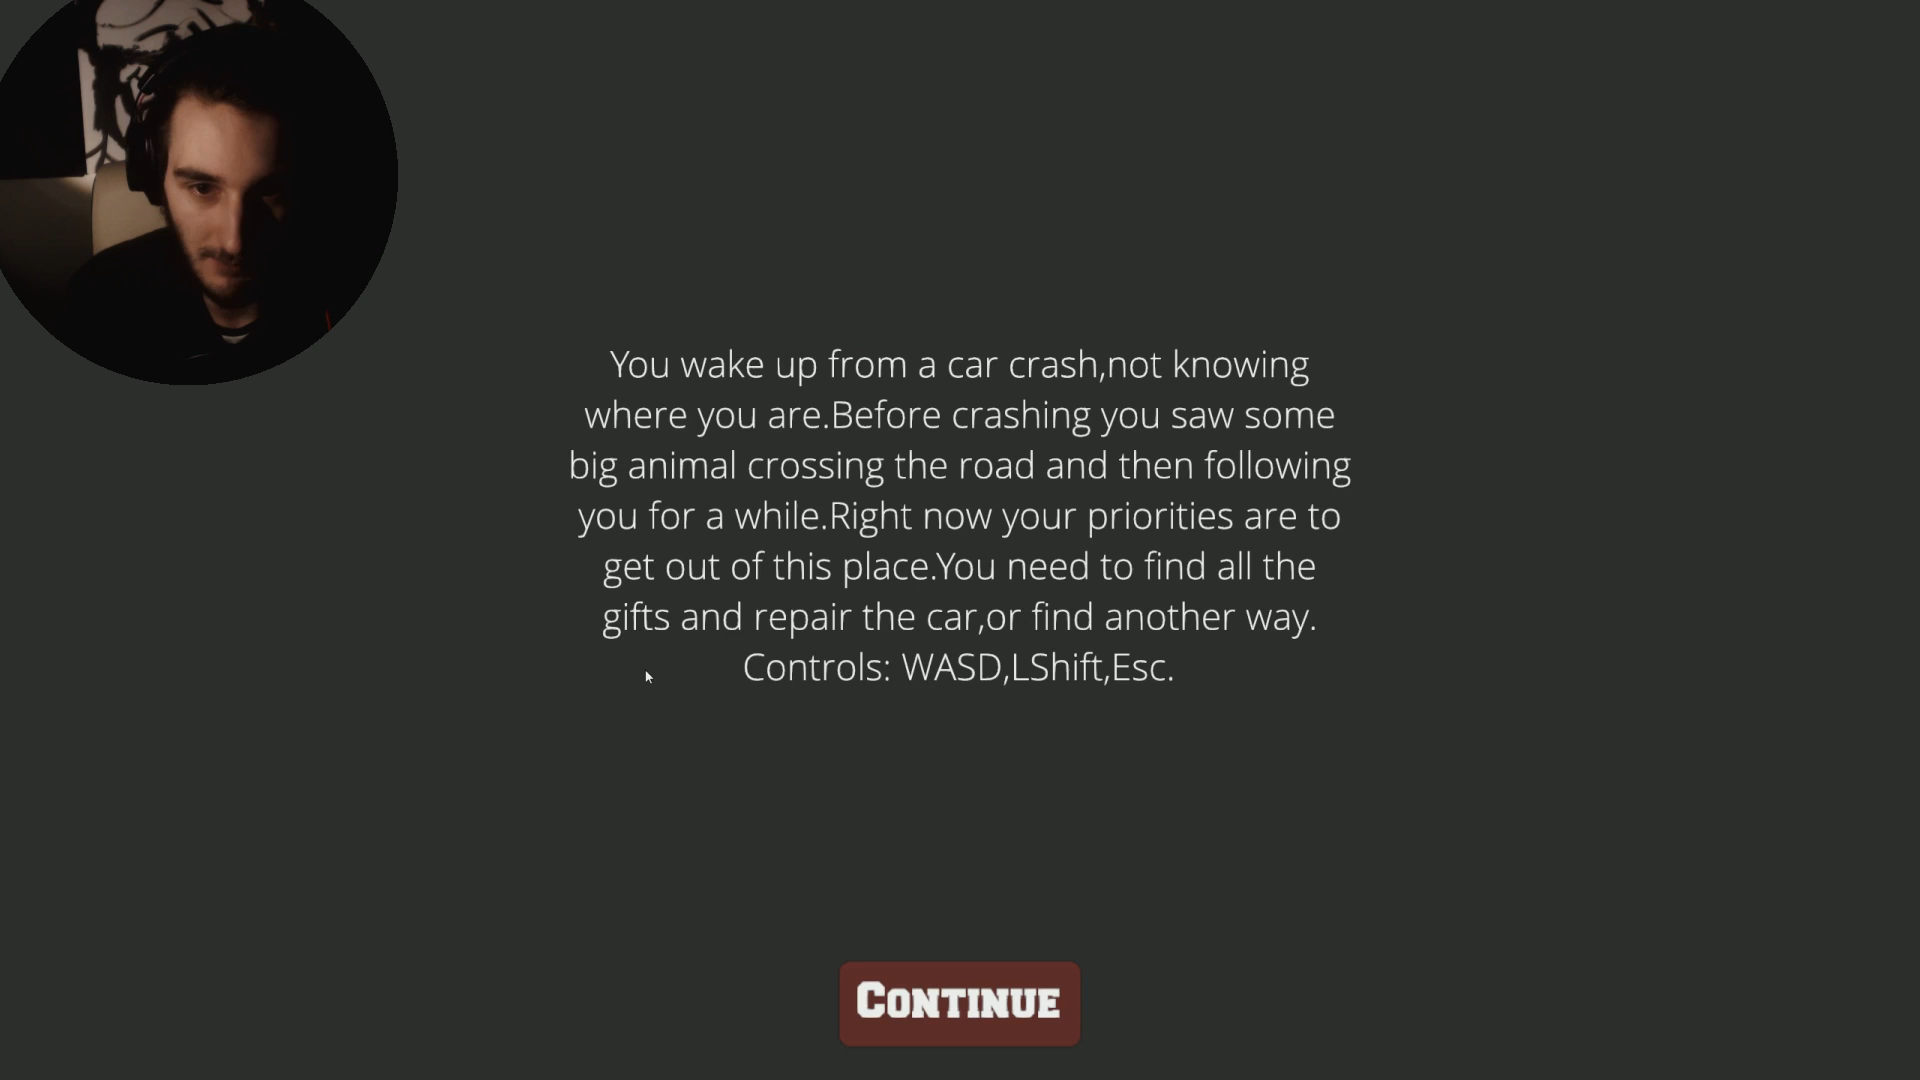 You wake up from a car crash,not knowing
where you are.Before crashing you saw some
big animal crossing the road and then following
you for a while.Right now your priorities are to
get out of this place.You need to find all the
gifts and repair the car,or find another way.
Controls: WASD,LShift,Esc.
CONTINUE